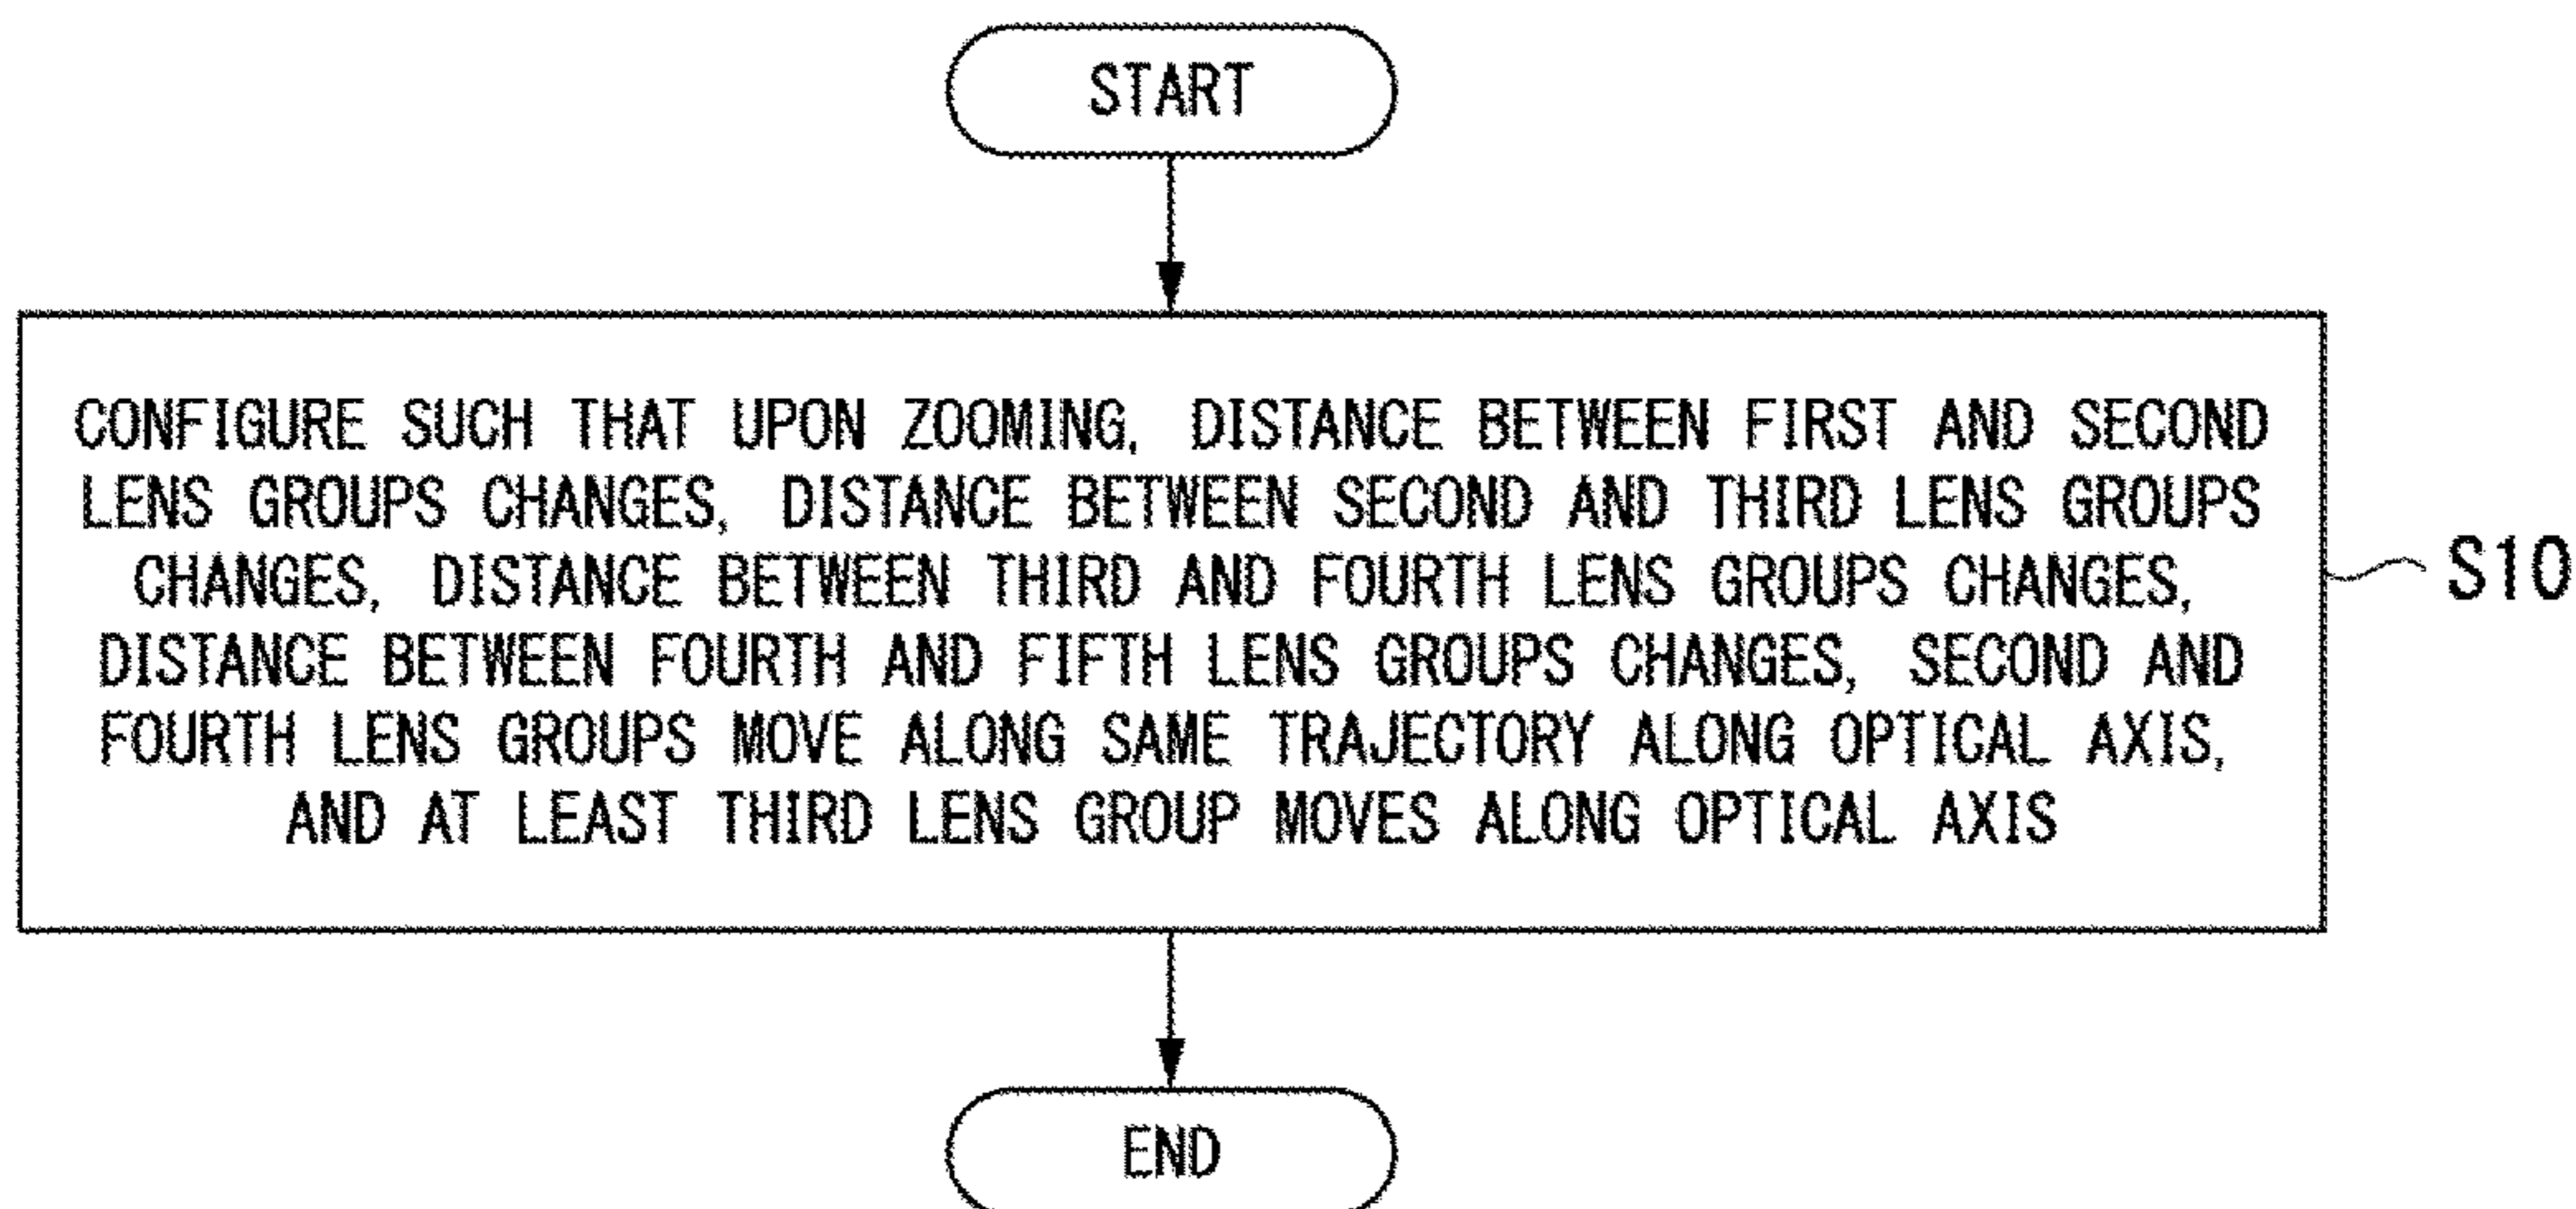 START
CONFIGURE SUCH THAT UPON ZOOMING, DISTANCE BETWEEN FIRST AND SECOND
LENS GROUPS CHANGES, DISTANCE BETWEEN SECOND AND THIRD LENS GROUPS
CHANGES, DISTANCE BETWEEN THIRD AND FOURTH LENS GROUPS CHANGES,
DISTANCE BETWEEN FOURTH AND FIFTH LENS GROUPS CHANGES, SECOND AND
FOURTH LENS GROUPS MOVE ALONG SAME TRAJECTORY ALONG OPTICAL AXIS,
AND AT LEAST THIRD LENS GROUP MOVES ALONG OPTICAL AXIS
S10
END